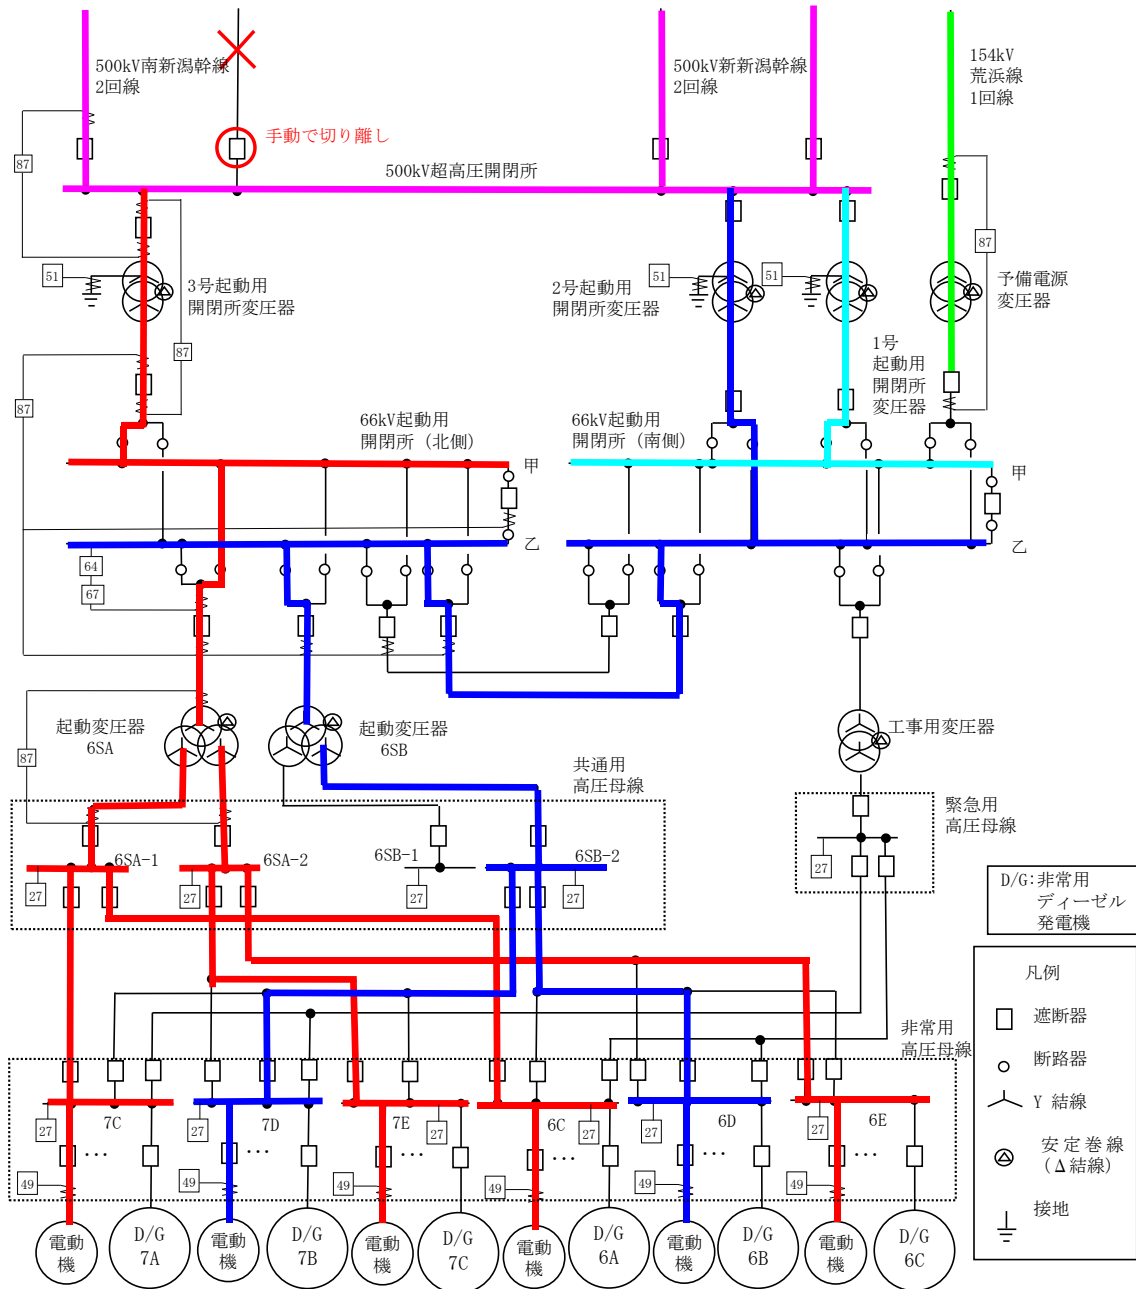 500kV南新潟幹線
2回線
手動で切り離し
500kV新新潟幹線
2回線
154kV
荒浜線
1回線
87
500kV超高圧開閉所
87
51
3号起動用
開閉所変圧器
51
2号起動用
開閉所変圧器
51
予備電源
変圧器
87
1号
起動用
開閉所
変圧器
87
66kV起動用
開閉所（北側）
66kV起動用
開閉所（南側）
甲
甲
乙
乙
64
67
起動変圧器
6SA
起動変圧器
6SB
工事用変圧器
87
共通用
高圧母線
緊急用
高圧母線
6SA-1
6SA-2
6SB-1
6SB-2
27
27
27
27
27
D/G:非常用
ディーゼル
発電機
凡例
遮断器
断路器
Y 結線
安定巻線
(Δ結線)
接地
非常用
高圧母線
7C
7D
7E
6C
6D
6E
27
27
27
27
27
27
…
…
…
…
…
…
49
49
49
49
49
49
電動
機
D/G
7A
電動
機
D/G
7B
電動
機
D/G
7C
電動
機
D/G
6A
電動
機
D/G
6B
電動
機
D/G
6C